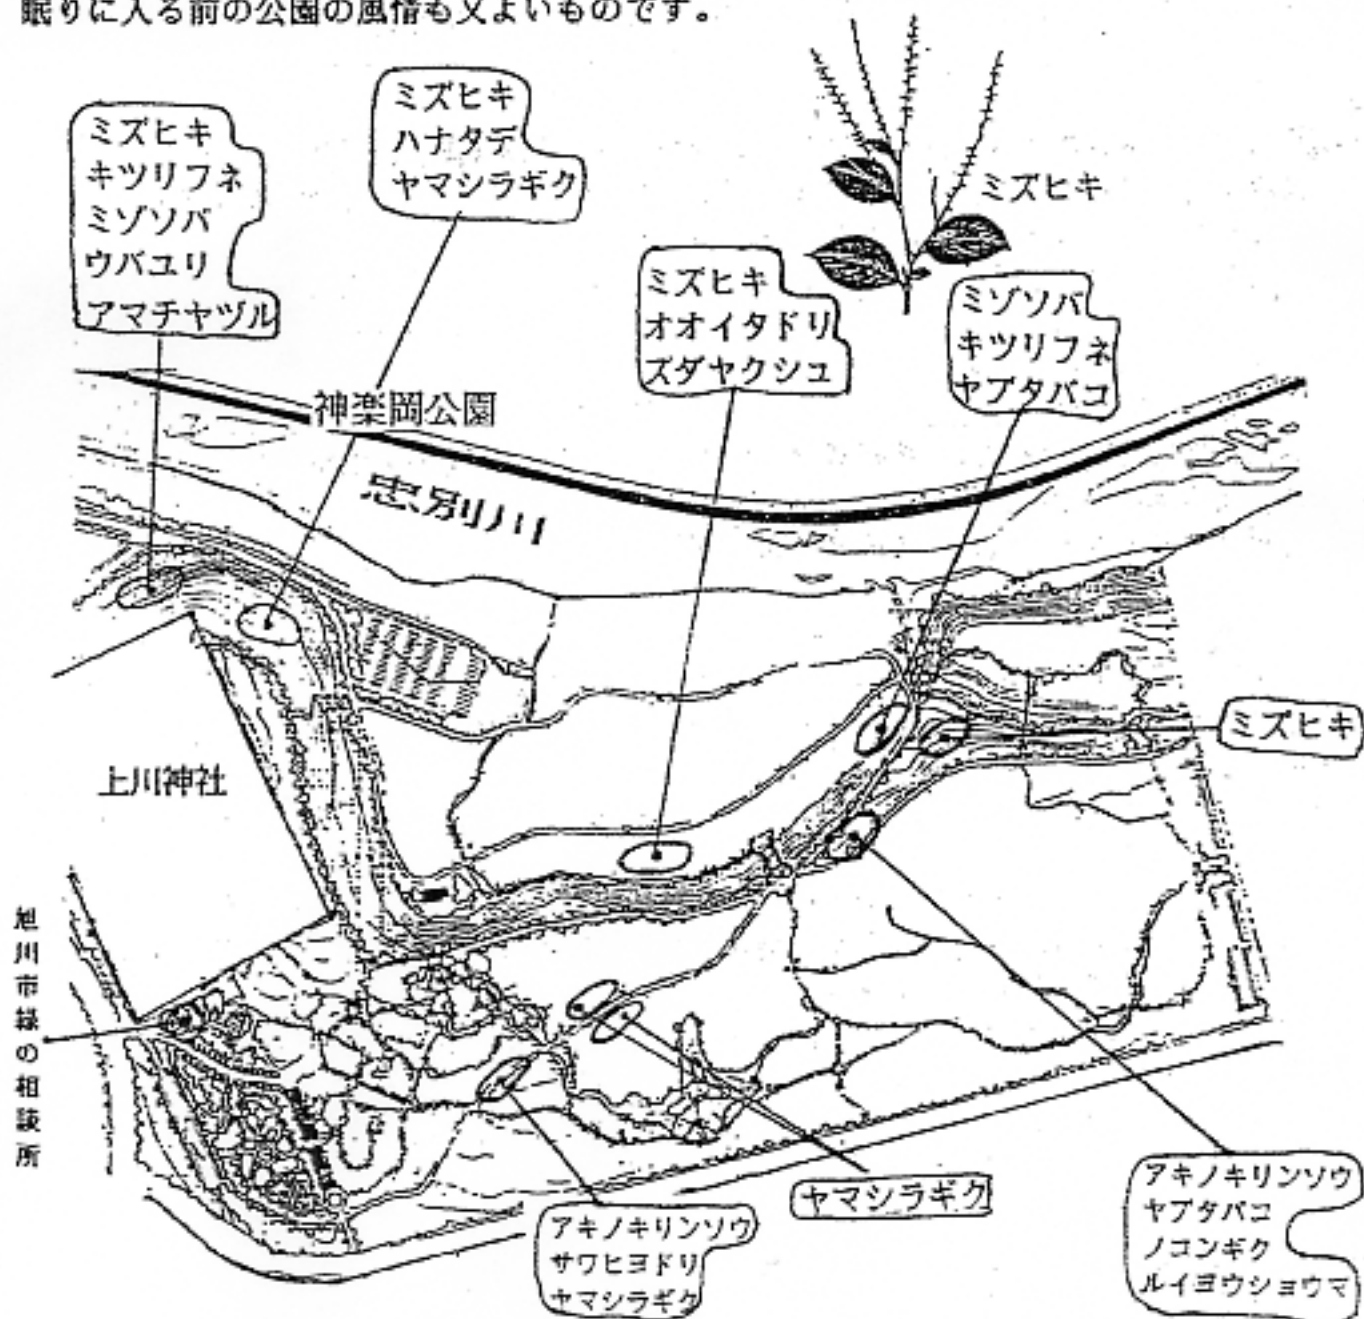 眠りに入る前の公園の風情も又よいものです。
ミズヒキ
キツリフネ
ミゾソバ
ウバユリ
アマチャヅル
ミズヒキ
ハナタデ
ヤマシラギク
ミズヒキ
ミズヒキ
オオイタドリ
ズダヤクシュ
ミゾソバ
キツリフネ
ヤブタバコ
神楽岡公園
忠別川
ミズヒキ
上川神社
旭川市緑の相談所
ヤマシラギク
アキノキリンソウ
サワヒヨドリ
ヤマシラギク
アキノキリンソウ
ヤブタバコ
ノコンギク
ルイヨウショウマ